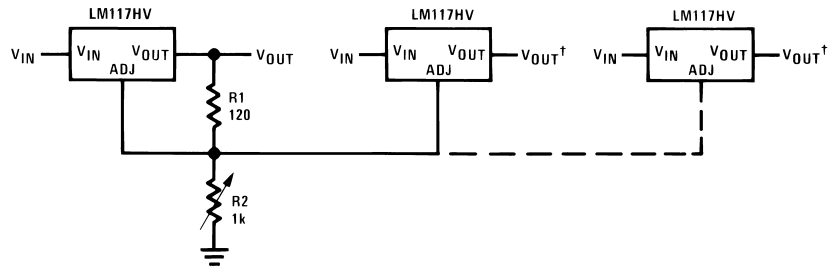 LM117HV LM117HV LM117HV
VIN VIN VOUT VOUT VIN VIN VOUT VOUT† VIN VIN VOUT VOUT†
ADJ ADJ ADJ
R1
120
R2
1k